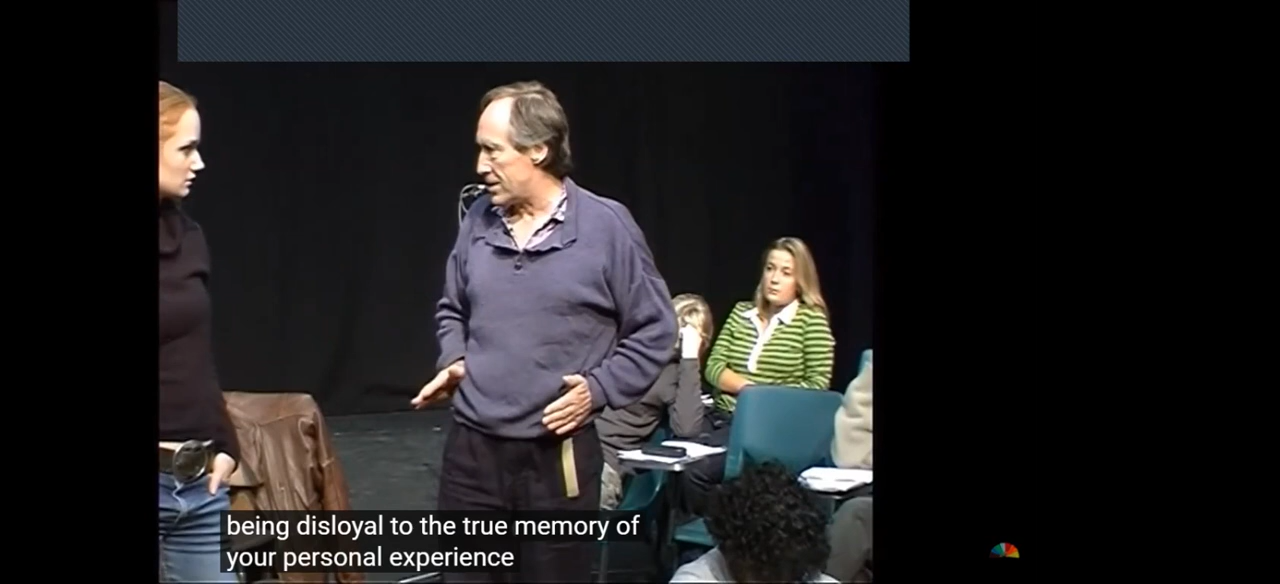 being disloyal to the true memory of
your personal experience